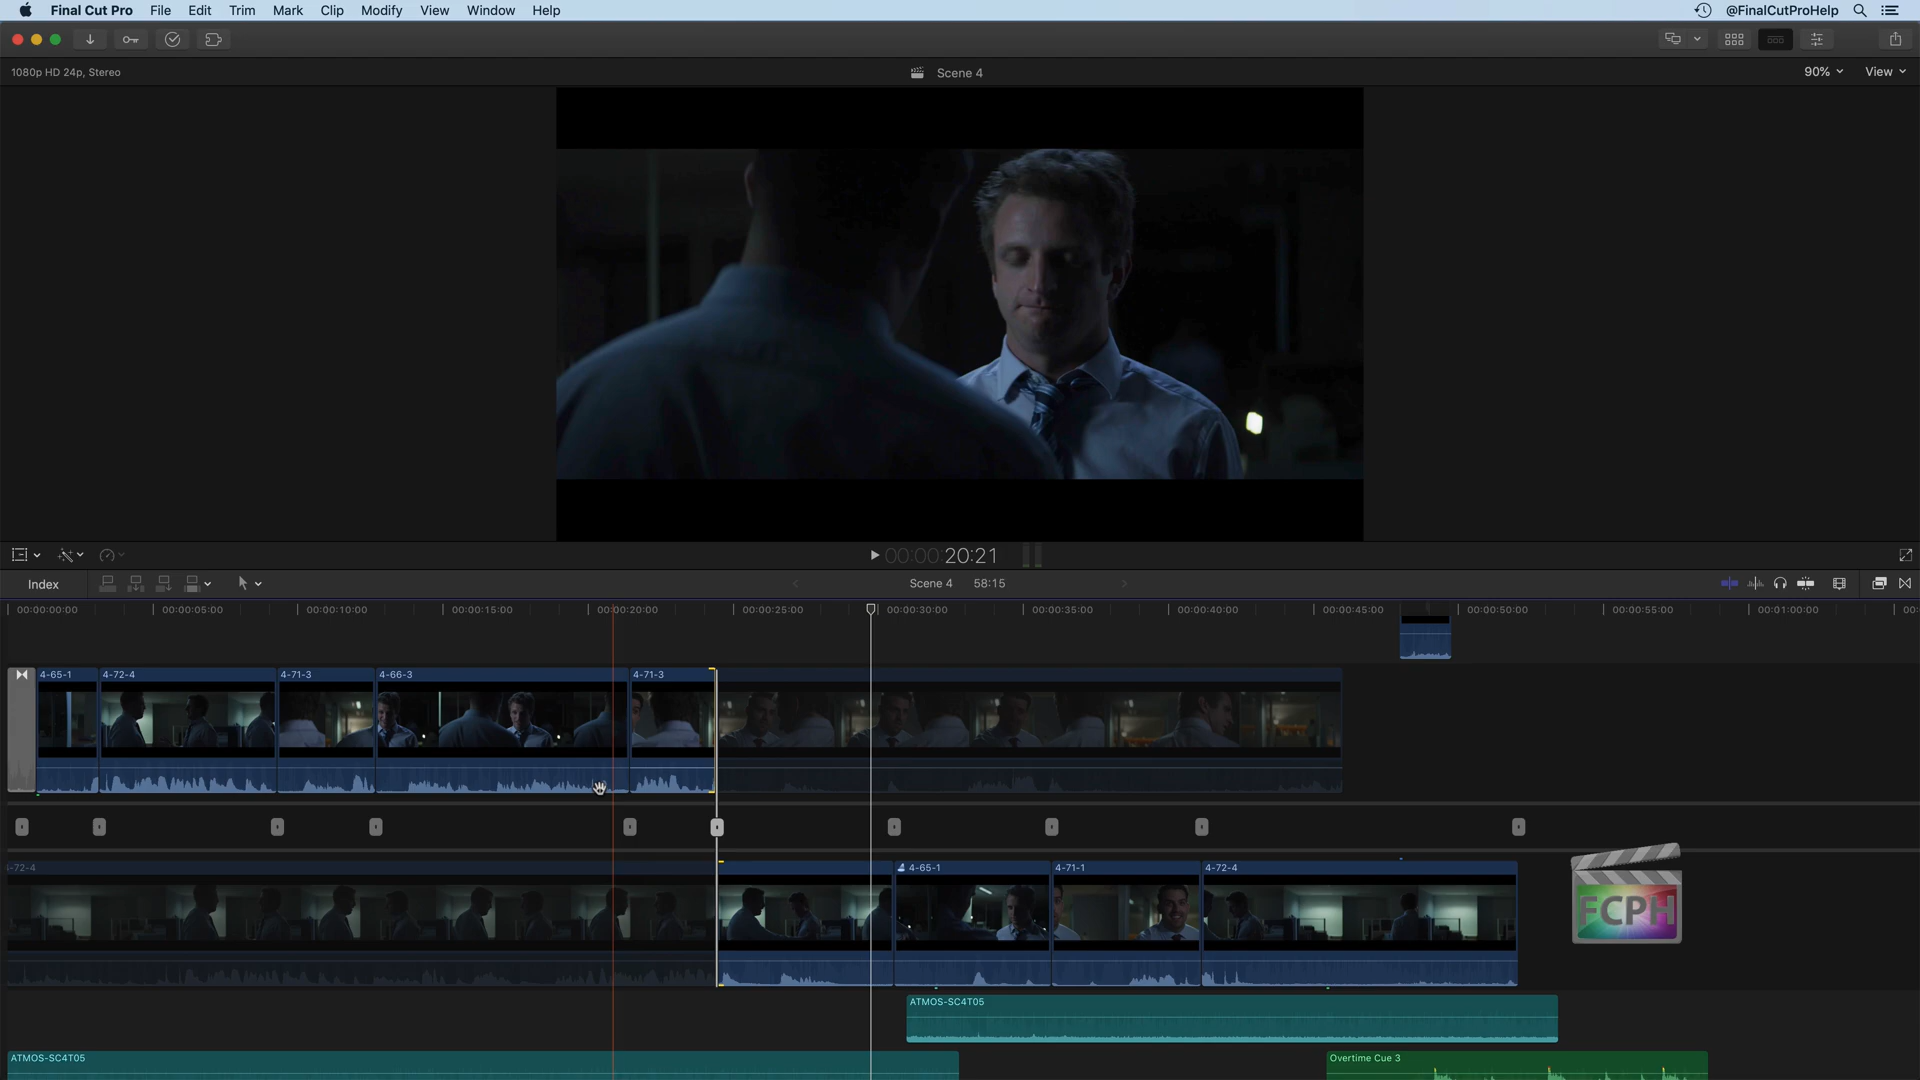 Final Cut Pro File Edit Trim Mark Clip Modify View Window Help @FinalCutProHelp
1080p HD 24p, Stereo Scene 4 90% View
00:00:00:20:21
Index Scene 4 58:15
00:00:00:00 00:00:05:00 00:00:10:00 00:00:15:00 00:00:20:00 00:00:25:00 00:00:30:00 00:00:35:00 00:00:40:00 00:00:45:00 00:00:50:00 00:00:55:00 00:01:00:00 00:
4-65-1 4-72-4 4-71-3 4-66-3 4-71-3
-72-4 4-65-1 4-71-1 4-72-4
FCPH
ATMOS-SC4T05
ATMOS-SC4T05 Overtime Cue 3